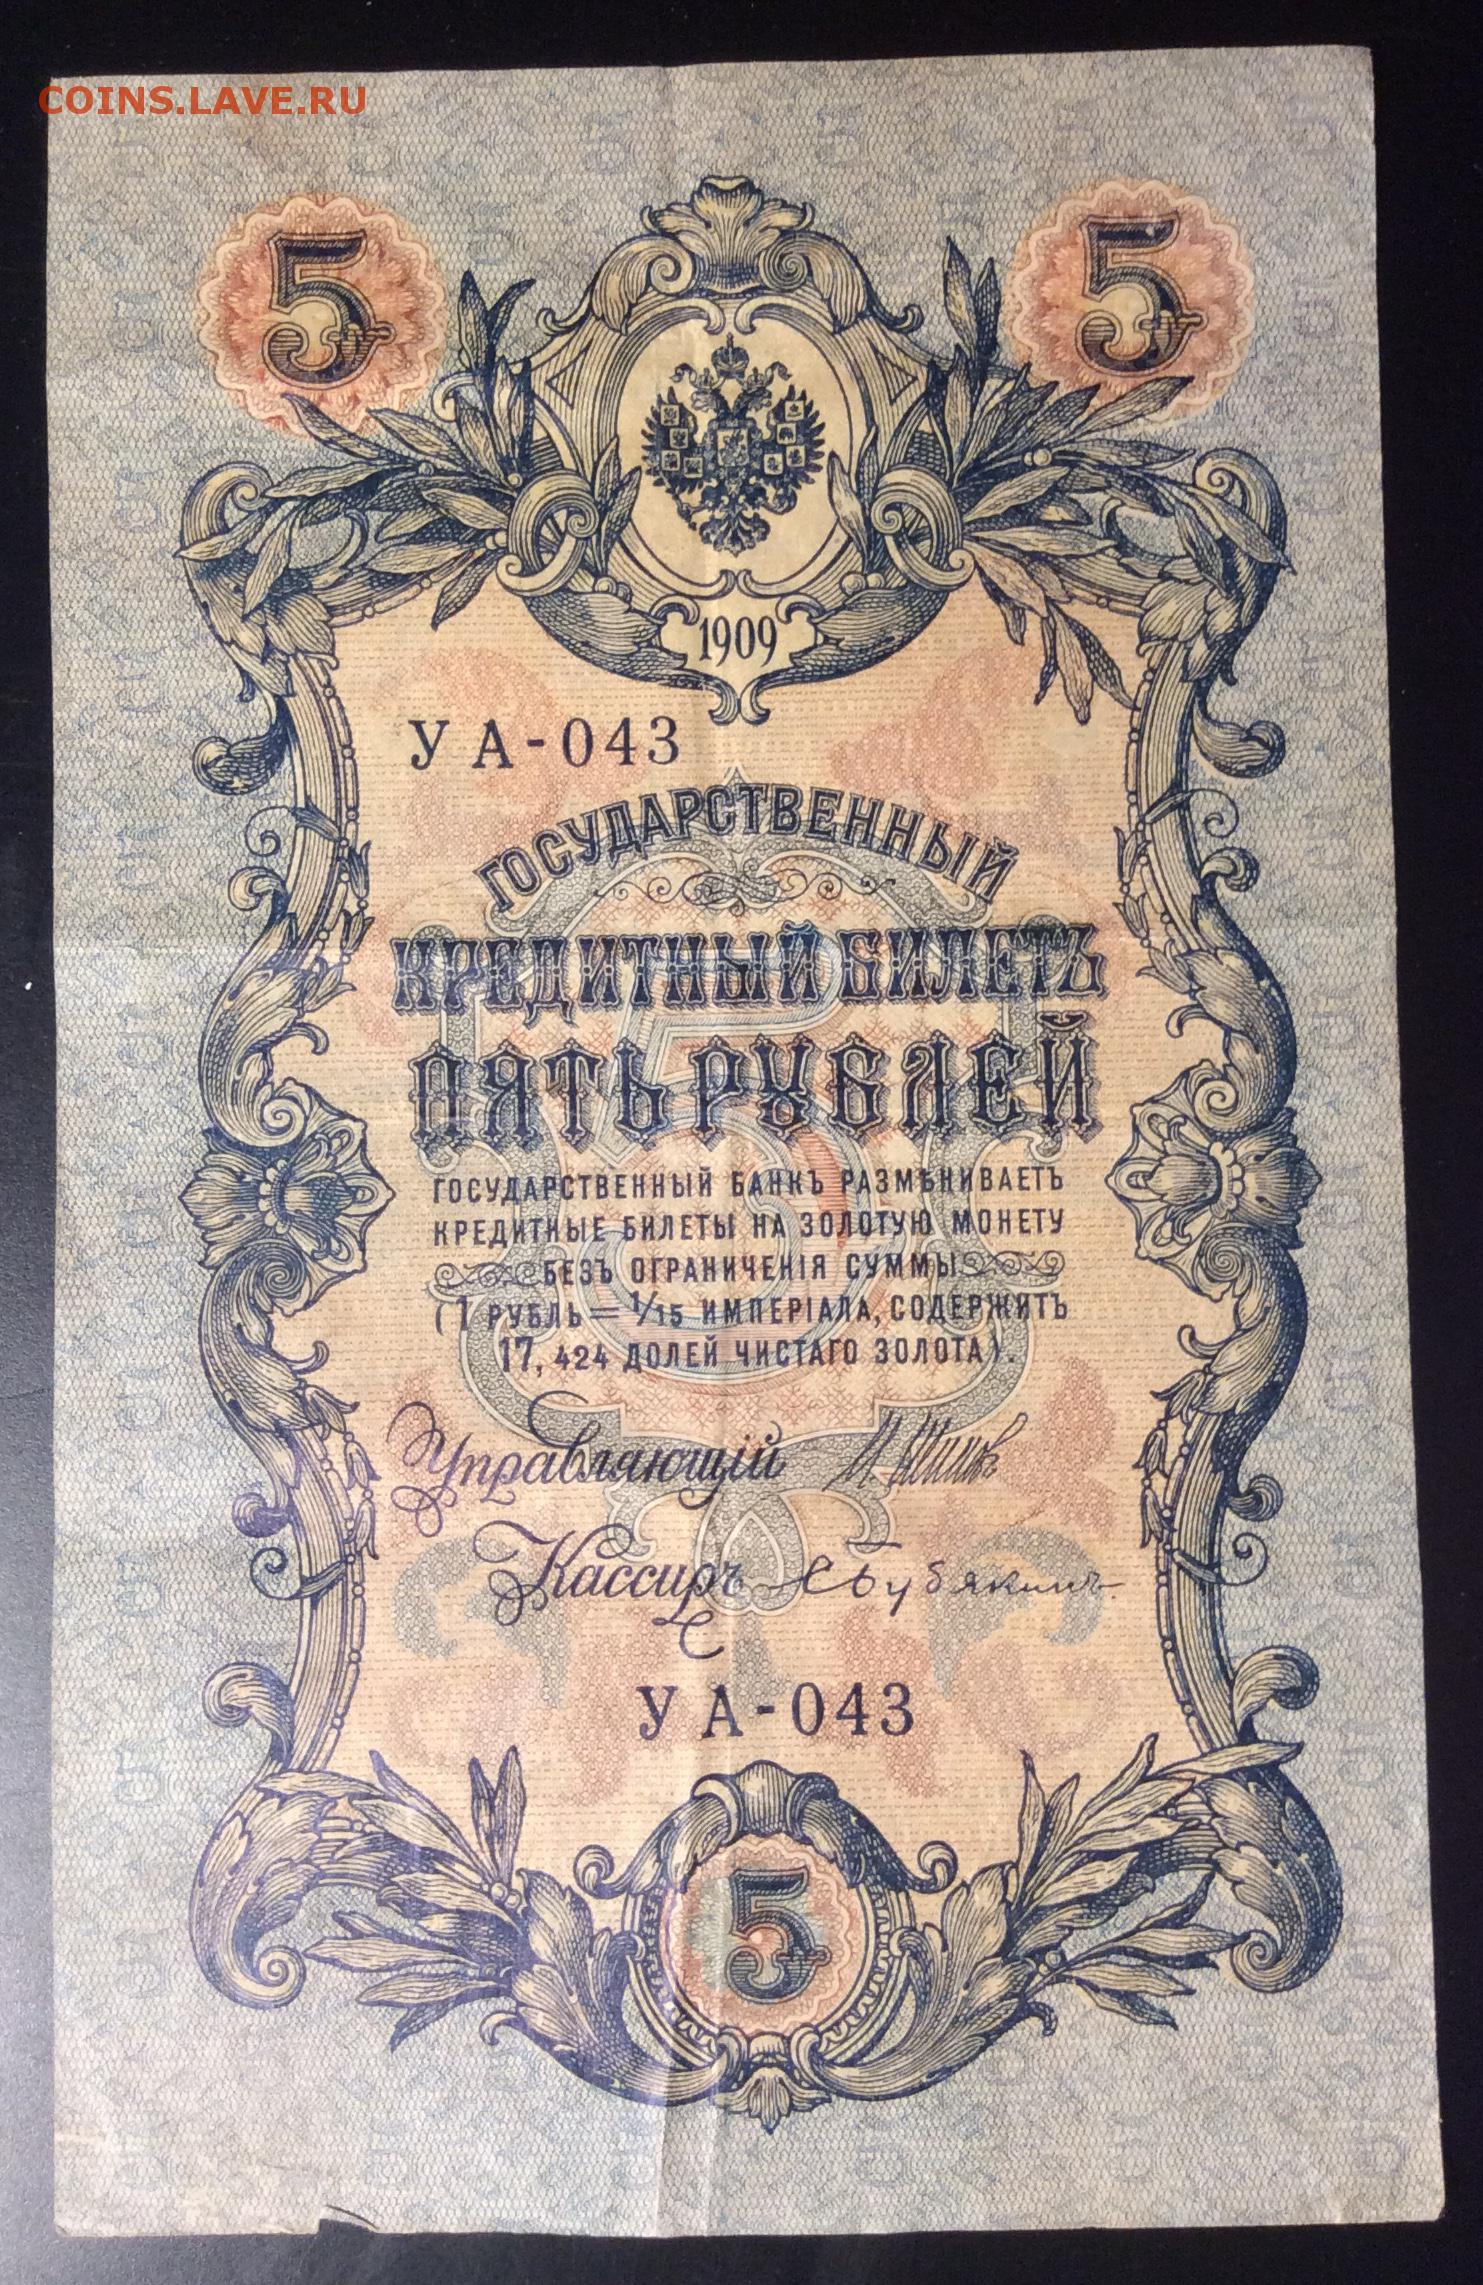 COINS.LAVE.RU
5 5
1909
УА-043
ГОСУДАРСТВЕННЫЙ
КРЕДИТНЫЙ БИЛЕТЪ
ПЯТЬ РУБЛЕЙ
ГОСУДАРСТВЕННЫЙ БАНКЪ РАЗМѢНИВАЕТЪ
КРЕДИТНЫЕ БИЛЕТЫ НА ЗОЛОТУЮ МОНЕТУ
БЕЗЪ ОГРАНИЧЕНІЯ СУММЫ
(1 РУБЛЬ = 1/15 ИМПЕРІАЛА, СОДЕРЖИТЪ
17,424 ДОЛЕЙ ЧИСТАГО ЗОЛОТА).
Управляющій И. Шиповъ
Кассиръ С. Бубякинъ
УА-043
5